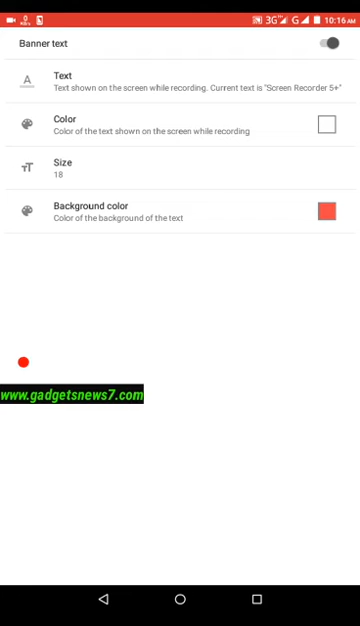 3G G 10:16 AM
Banner text
Text
Text shown on the screen while recording. Current text is "Screen Recorder 5+"
Color
Color of the text shown on the screen while recording
Size
18
Background color
Color of the background of the text
www.gadgetsnews7.com